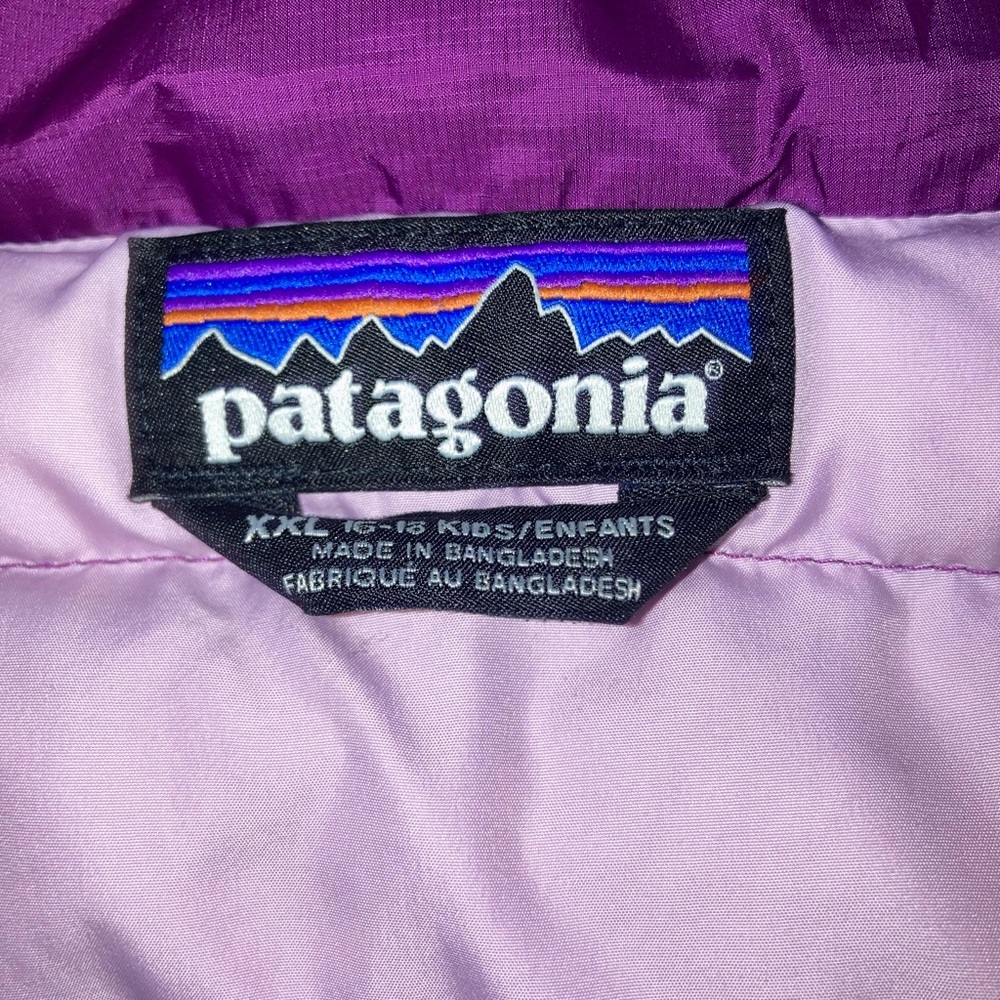 patagonia®
XXL 16-18 KIDS/ENFANTS
MADE IN BANGLADESH
FABRIQUÉ AU BANGLADESH